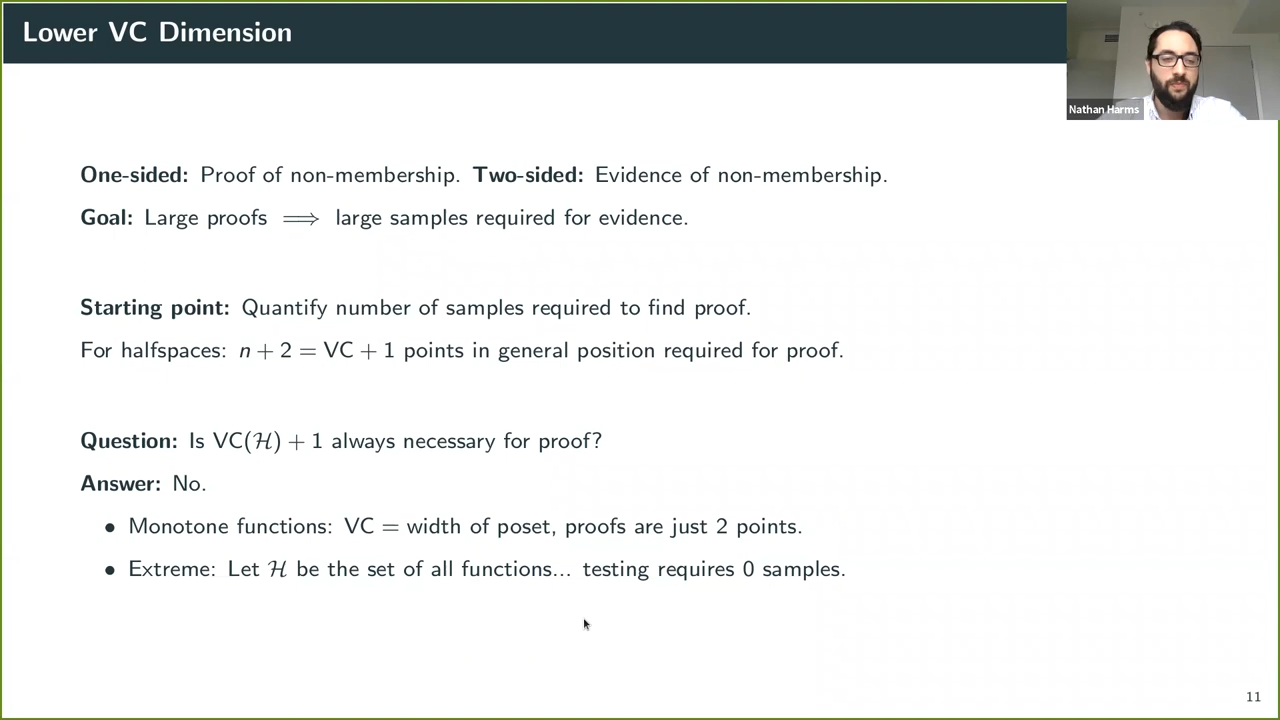 Lower VC Dimension
Nathan Harms
One-sided: Proof of non-membership. Two-sided: Evidence of non-membership.
Goal: Large proofs ⟹ large samples required for evidence.
Starting point: Quantify number of samples required to find proof.
For halfspaces: n + 2 = VC + 1 points in general position required for proof.
Question: Is VC(ℋ) + 1 always necessary for proof?
Answer: No.
• Monotone functions: VC = width of poset, proofs are just 2 points.
• Extreme: Let ℋ be the set of all functions... testing requires 0 samples.
11